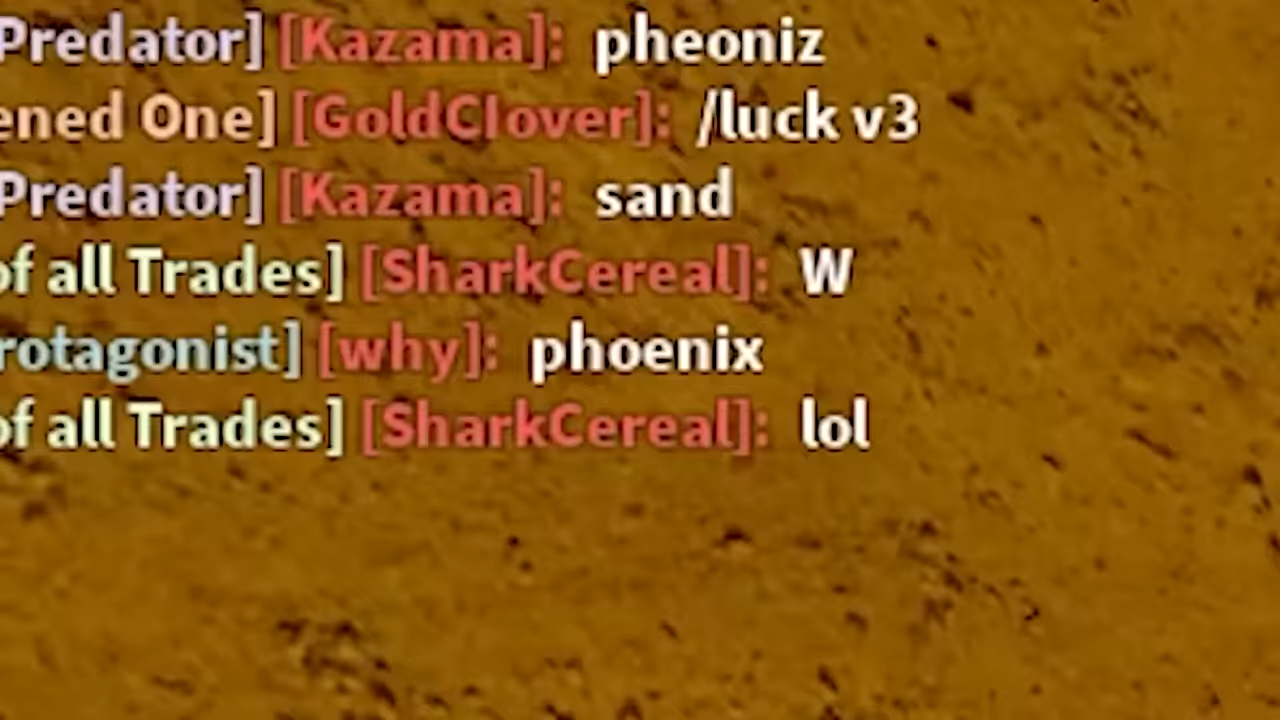 Predator] [Kazama]: pheoniz
ened One] [GoldCIover]: /luck v3
Predator] [Kazama]: sand
of all Trades] [SharkCereal]: W
rotagonist] [why]: phoenix
of all Trades] [SharkCereal]: lol